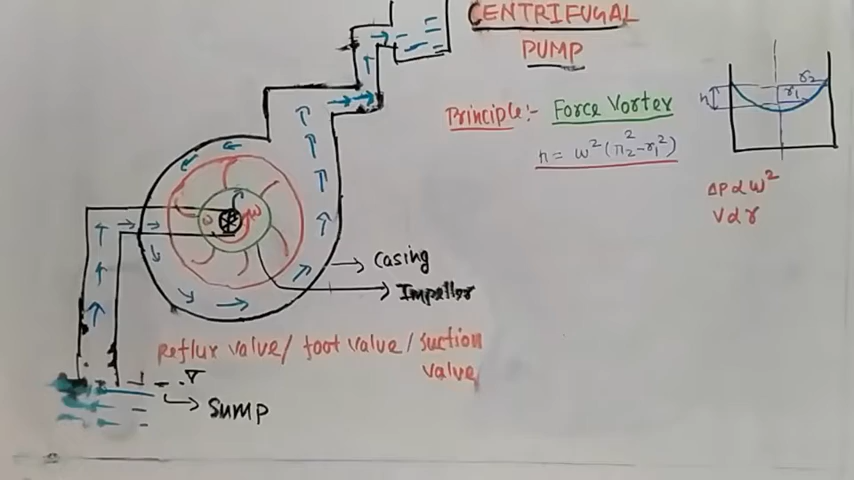 CENTRIFUGAL
PUMP
Principle:- Force Vortex
h = ω²(r₂²-r₁²)
h
r₂
r₁
ΔP∝ω²
V∝r
ω
ω
Casing
Impellor
Reflux valve/ foot valve/ suction
valve
Sump